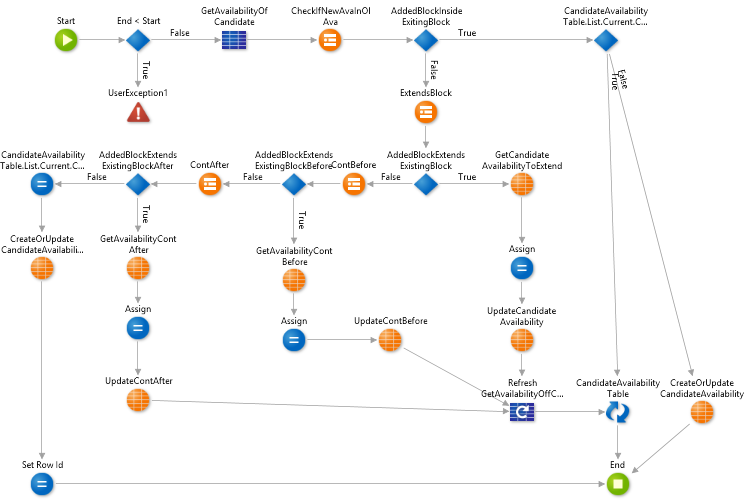 Start
End < Start
False
GetAvailabilityOf
Candidate
CheckIfNewAvaInOl
Ava
AddedBlockInside
ExitingBlock
True
CandidateAvailability
Table.List.Current.C...
True
UserException1
False
ExtendsBlock
False
True
CandidateAvailability
Table.List.Current.C...
False
AddedBlockExtends
ExistingBlockAfter
ContAfter
False
AddedBlockExtends
ExistingBlockBefore
ContBefore
False
AddedBlockExtends
ExistingBlock
True
GetCandidate
AvailabilityToExtend
True
True
CreateOrUpdate
CandidateAvailabili...
GetAvailabilityCont
After
GetAvailabilityCont
Before
Assign
Assign
Assign
UpdateContBefore
UpdateCandidate
Availability
UpdateContAfter
Refresh
GetAvailabilityOffC...
CandidateAvailability
Table
CreateOrUpdate
CandidateAvailability
Set Row Id
End